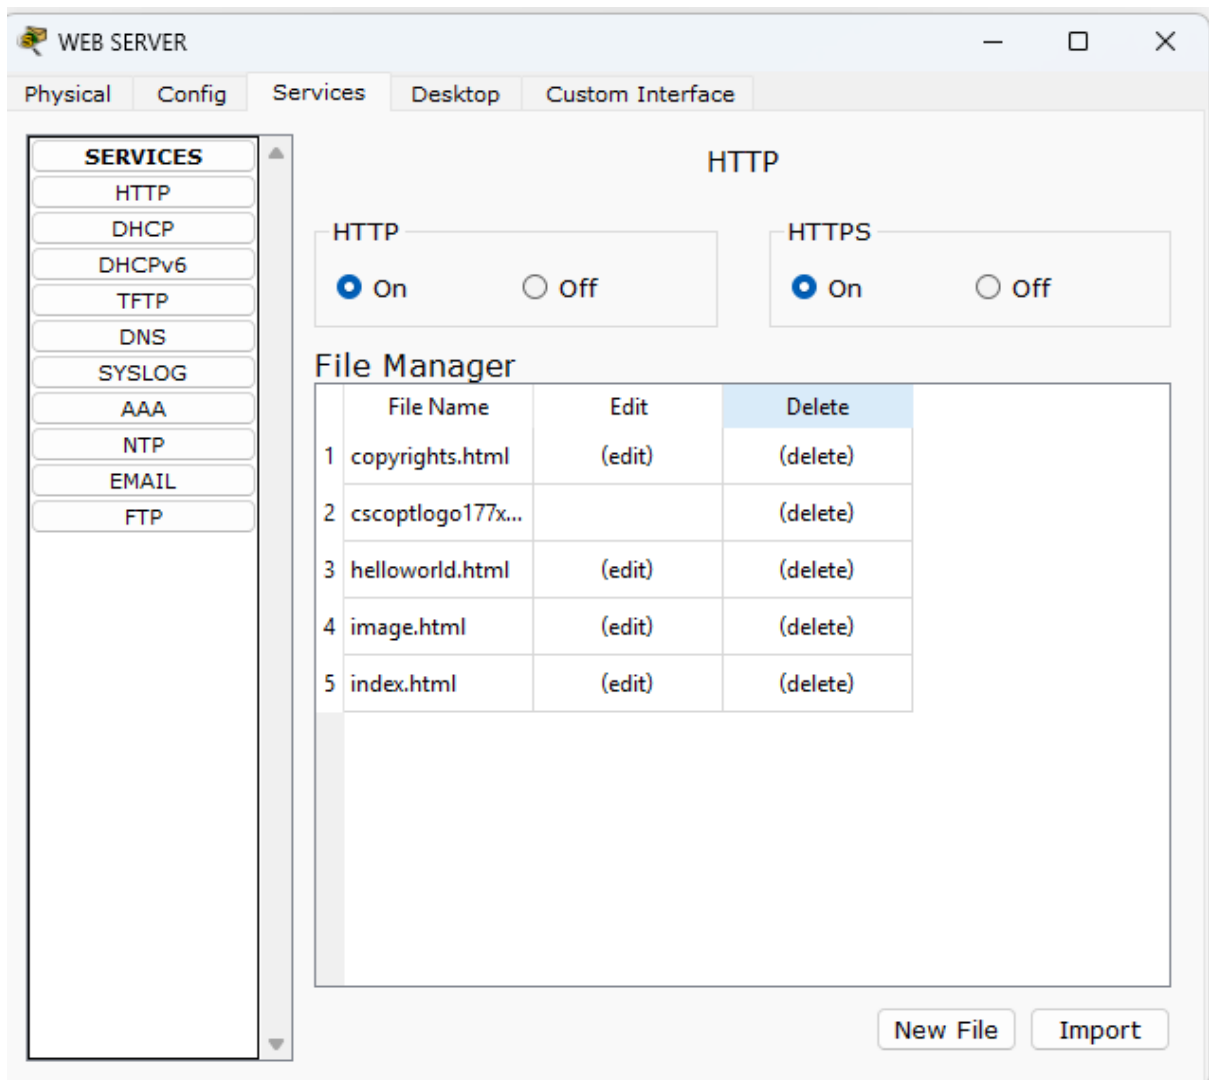 WEB SERVER
Physical Config Services Desktop Custom Interface
SERVICES
HTTP
DHCP
DHCPv6
TFTP
DNS
SYSLOG
AAA
NTP
EMAIL
FTP
HTTP
HTTP
On Off
HTTPS
On Off
File Manager
File Name Edit Delete
1 copyrights.html (edit) (delete)
2 cscoptlogo177x... (delete)
3 helloworld.html (edit) (delete)
4 image.html (edit) (delete)
5 index.html (edit) (delete)
New File Import